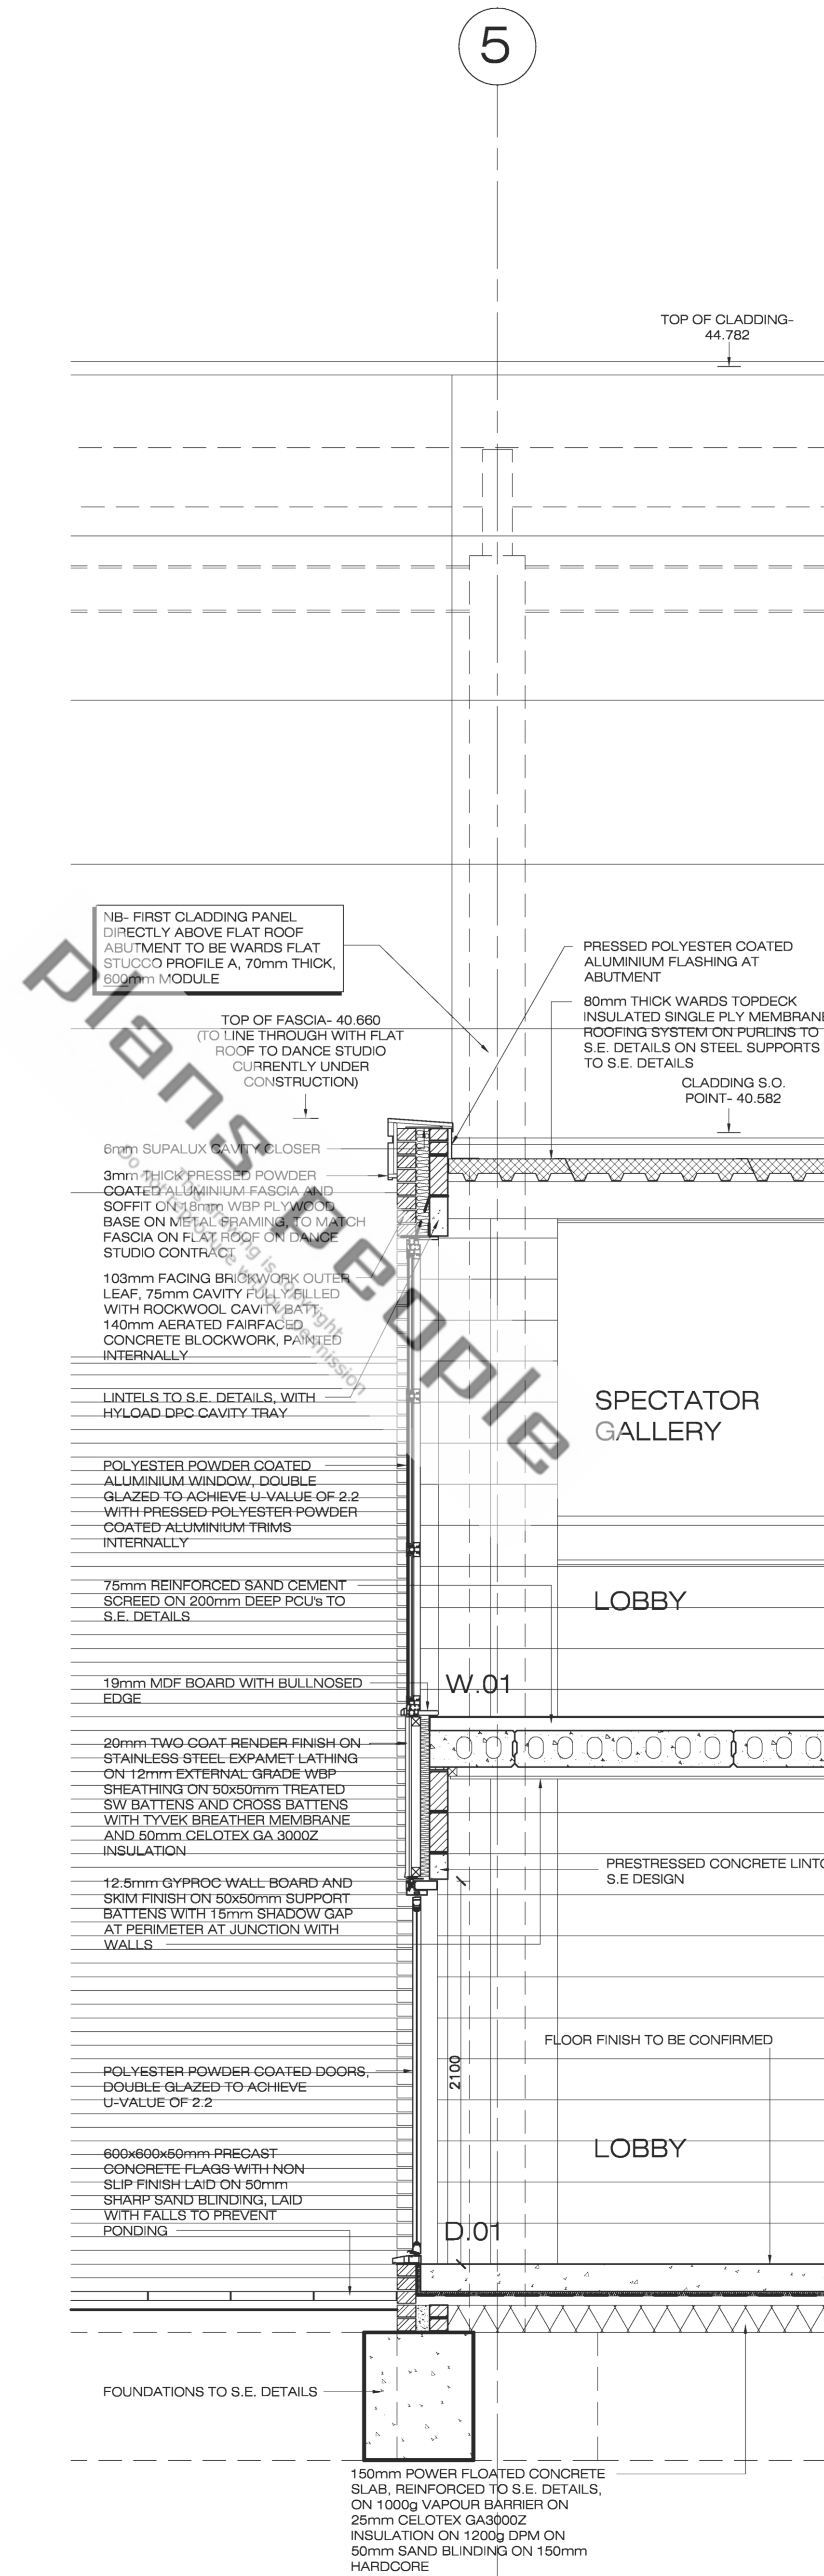 5
TOP OF CLADDING-
44.782
NB- FIRST CLADDING PANEL
DIRECTLY ABOVE FLAT ROOF
ABUTMENT TO BE WARDS FLAT
STUCCO PROFILE A, 70mm THICK,
600mm MODULE
PRESSED POLYESTER COATED
ALUMINIUM FLASHING AT
ABUTMENT
80mm THICK WARDS TOPDECK
INSULATED SINGLE PLY MEMBRANE
ROOFING SYSTEM ON PURLINS TO
S.E. DETAILS ON STEEL SUPPORTS
TO S.E. DETAILS
TOP OF FASCIA- 40.660
(TO LINE THROUGH WITH FLAT
ROOF TO DANCE STUDIO
CURRENTLY UNDER
CONSTRUCTION)
CLADDING S.O.
POINT- 40.582
6mm SUPALUX CAVITY CLOSER
3mm THICK PRESSED POWDER
COATED ALUMINIUM FASCIA AND
SOFFIT ON 18mm WBP PLYWOOD
BASE ON METAL FRAMING, TO MATCH
FASCIA ON FLAT ROOF ON DANCE
STUDIO CONTRACT
103mm FACING BRICKWORK OUTER
LEAF, 75mm CAVITY FULLY FILLED
WITH ROCKWOOL CAVITY BATT,
140mm AERATED FAIRFACED
CONCRETE BLOCKWORK, PAINTED
INTERNALLY
LINTELS TO S.E. DETAILS, WITH
HYLOAD DPC CAVITY TRAY
SPECTATOR
GALLERY
POLYESTER POWDER COATED
ALUMINIUM WINDOW, DOUBLE
GLAZED TO ACHIEVE U-VALUE OF 2.2
WITH PRESSED POLYESTER POWDER
COATED ALUMINIUM TRIMS
INTERNALLY
75mm REINFORCED SAND CEMENT
SCREED ON 200mm DEEP PCU's TO
S.E. DETAILS
LOBBY
19mm MDF BOARD WITH BULLNOSED
EDGE
W.01
20mm TWO COAT RENDER FINISH ON
STAINLESS STEEL EXPAMET LATHING
ON 12mm EXTERNAL GRADE WBP
SHEATHING ON 50x50mm TREATED
SW BATTENS AND CROSS BATTENS
WITH TYVEK BREATHER MEMBRANE
AND 50mm CELOTEX GA 3000Z
INSULATION
PRESTRESSED CONCRETE
S.E DESIGN
12.5mm GYPROC WALL BOARD AND
SKIM FINISH ON 50x50mm SUPPORT
BATTENS WITH 15mm SHADOW GAP
AT PERIMETER AT JUNCTION WITH
WALLS
FLOOR FINISH TO BE CONFIRMED
POLYESTER POWDER COATED DOORS,
DOUBLE GLAZED TO ACHIEVE
U-VALUE OF 2.2
2100
LOBBY
600x600x50mm PRECAST
CONCRETE FLAGS WITH NON
SLIP FINISH LAID ON 50mm
SHARP SAND BLINDING, LAID
WITH FALLS TO PREVENT
PONDING
D.01
FOUNDATIONS TO S.E. DETAILS
150mm POWER FLOATED CONCRETE
SLAB, REINFORCED TO S.E. DETAILS,
ON 1000g VAPOUR BARRIER ON
25mm CELOTEX GA3000Z
INSULATION ON 1200g DPM ON
50mm SAND BLINDING ON 150mm
HARDCORE
plans people
This drawing is copyright
Do not reproduce without permission